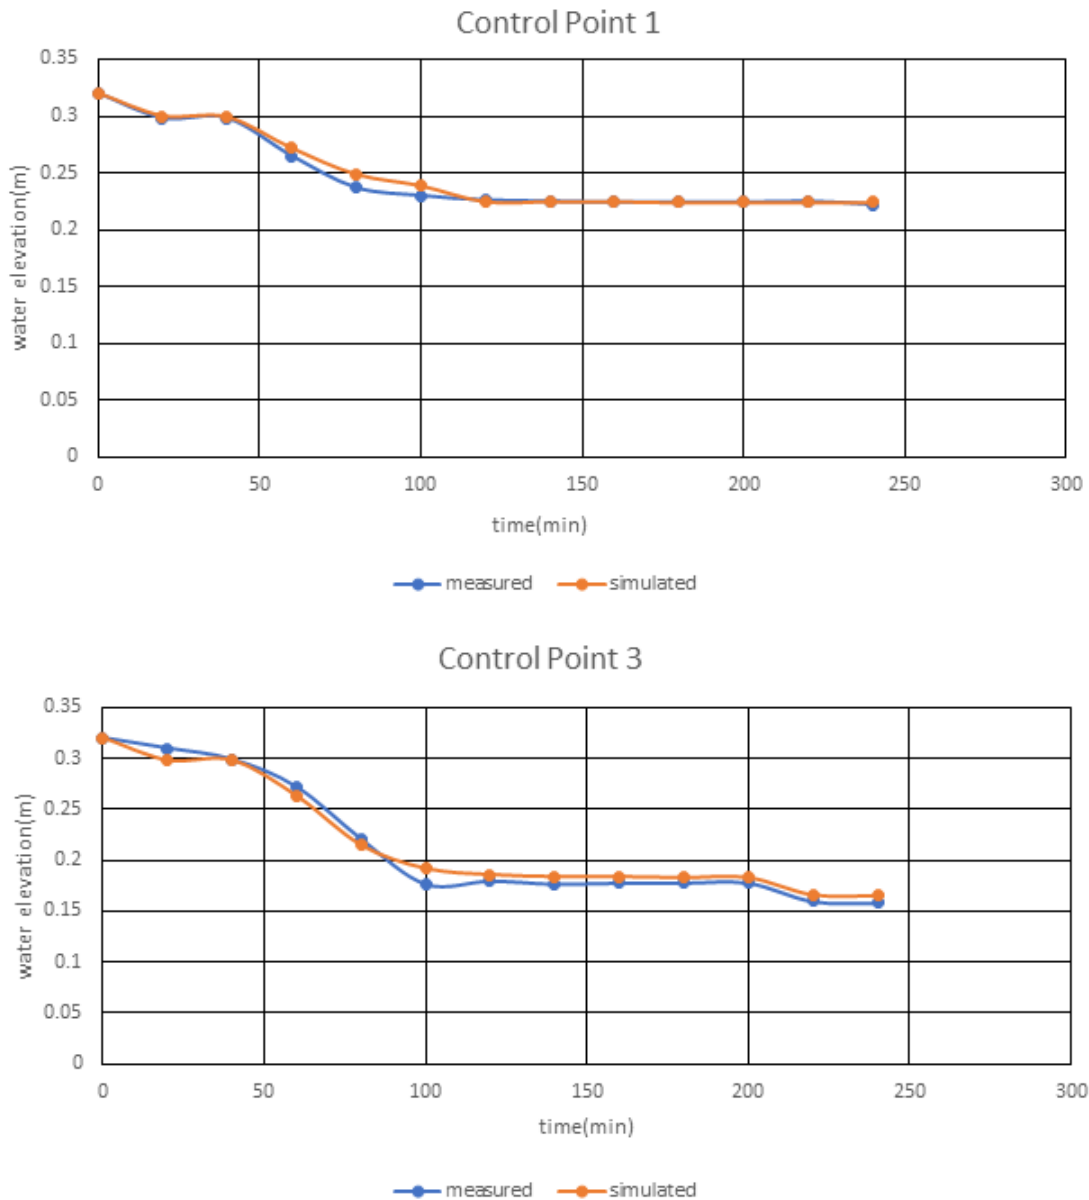 Control Point 1
0.35
0.3
0.25
0.2
0.15
0.1
0.05
0
water elevation(m)
0 50 100 150 200 250 300
time(min)
measured simulated
Control Point 3
0.35
0.3
0.25
0.2
0.15
0.1
0.05
0
water elevation(m)
0 50 100 150 200 250 300
time(min)
measured simulated